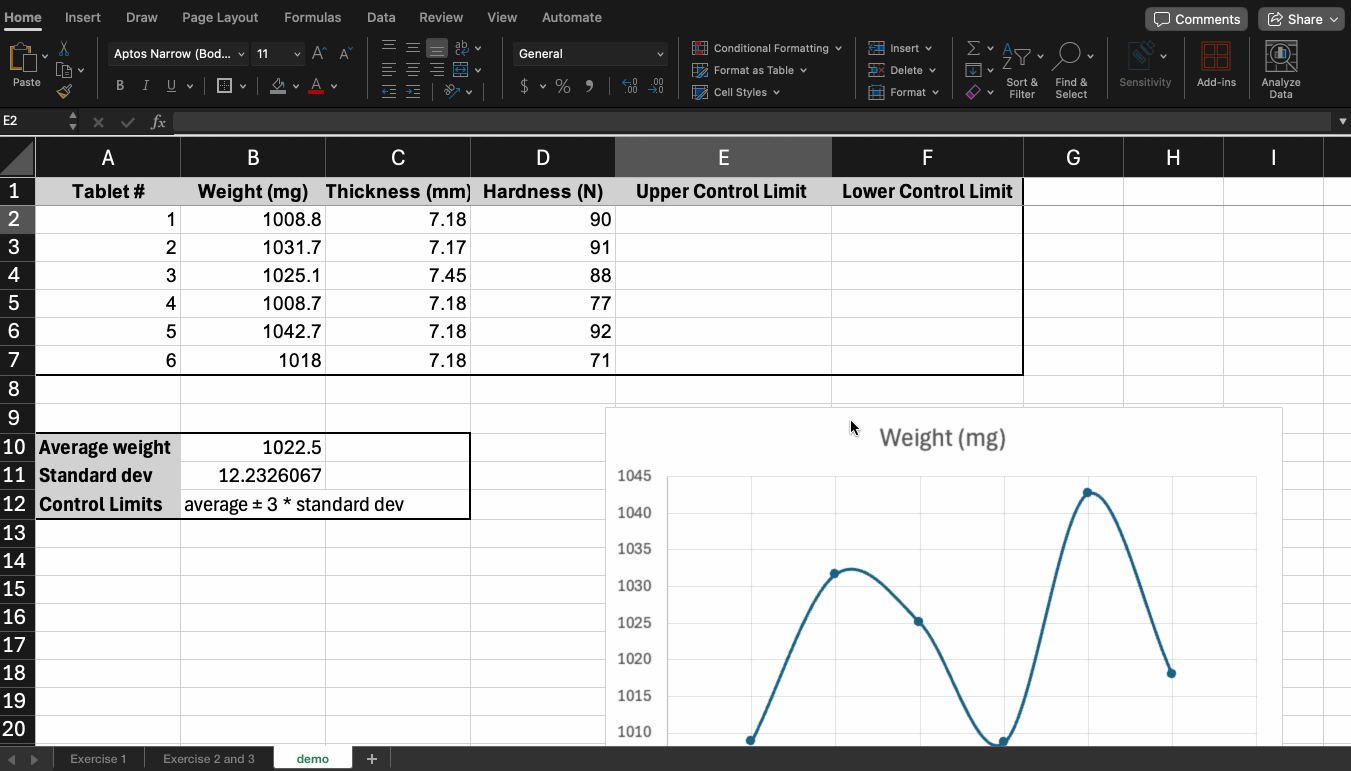 Home Insert Draw Page Layout Formulas Data Review View Automate Comments Share
Paste Aptos Narrow (Bod... 11 A A ab General Conditional Formatting Insert
Format as Table Delete
B I U A $ % 9 .00 Cell Styles Format Sort & Filter Find & Select Sensitivity Add-ins Analyze Data
E2 fx
A B C D E F G H I
1 Tablet # Weight (mg) Thickness (mm) Hardness (N) Upper Control Limit Lower Control Limit
2 1 1008.8 7.18 90
3 2 1031.7 7.17 91
4 3 1025.1 7.45 88
5 4 1008.7 7.18 77
6 5 1042.7 7.18 92
7 6 1018 7.18 71
8
9
Weight (mg)
10 Average weight 1022.5
11 Standard dev 12.2326067
12 Control Limits average ± 3 * standard dev
13
14
15
16
17
18
19
20
1045
1040
1035
1030
1025
1020
1015
1010
Exercise 1 Exercise 2 and 3 demo +